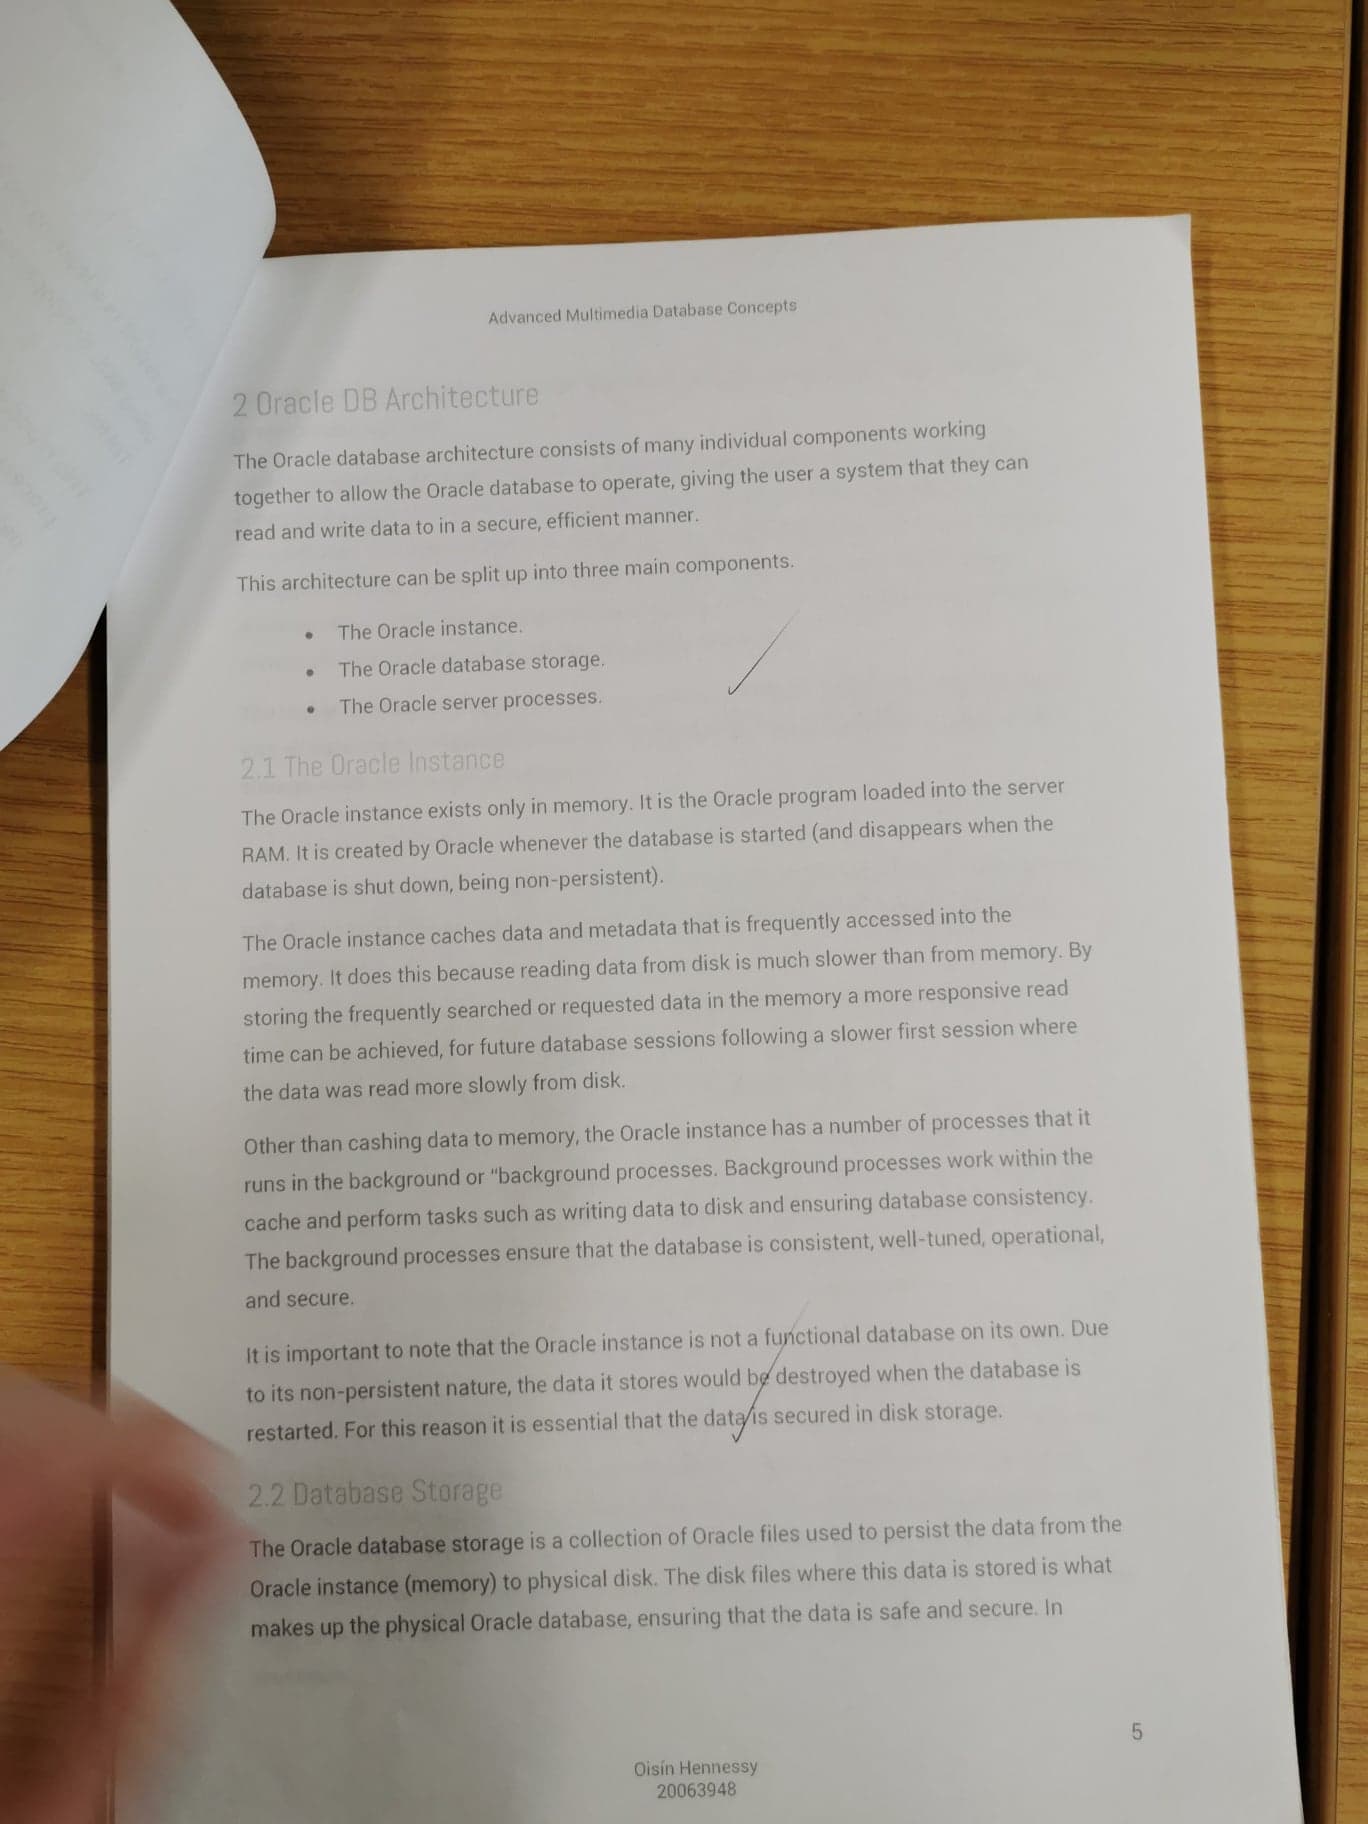 Advanced Multimedia Database Concepts
2 Oracle DB Architecture
The Oracle database architecture consists of many individual components working
together to allow the Oracle database to operate, giving the user a system that they can
read and write data to in a secure, efficient manner.
This architecture can be split up into three main components.
• The Oracle instance.
• The Oracle database storage.
• The Oracle server processes.
2.1 The Oracle Instance
The Oracle instance exists only in memory. It is the Oracle program loaded into the server
RAM. It is created by Oracle whenever the database is started (and disappears when the
database is shut down, being non-persistent).
The Oracle instance caches data and metadata that is frequently accessed into the
memory. It does this because reading data from disk is much slower than from memory. By
storing the frequently searched or requested data in the memory a more responsive read
time can be achieved, for future database sessions following a slower first session where
the data was read more slowly from disk.
Other than cashing data to memory, the Oracle instance has a number of processes that it
runs in the background or “background processes. Background processes work within the
cache and perform tasks such as writing data to disk and ensuring database consistency.
The background processes ensure that the database is consistent, well-tuned, operational,
and secure.
It is important to note that the Oracle instance is not a functional database on its own. Due
to its non-persistent nature, the data it stores would be destroyed when the database is
restarted. For this reason it is essential that the data is secured in disk storage.
2.2 Database Storage
The Oracle database storage is a collection of Oracle files used to persist the data from the
Oracle instance (memory) to physical disk. The disk files where this data is stored is what
makes up the physical Oracle database, ensuring that the data is safe and secure. In
5
Oisín Hennessy
20063948